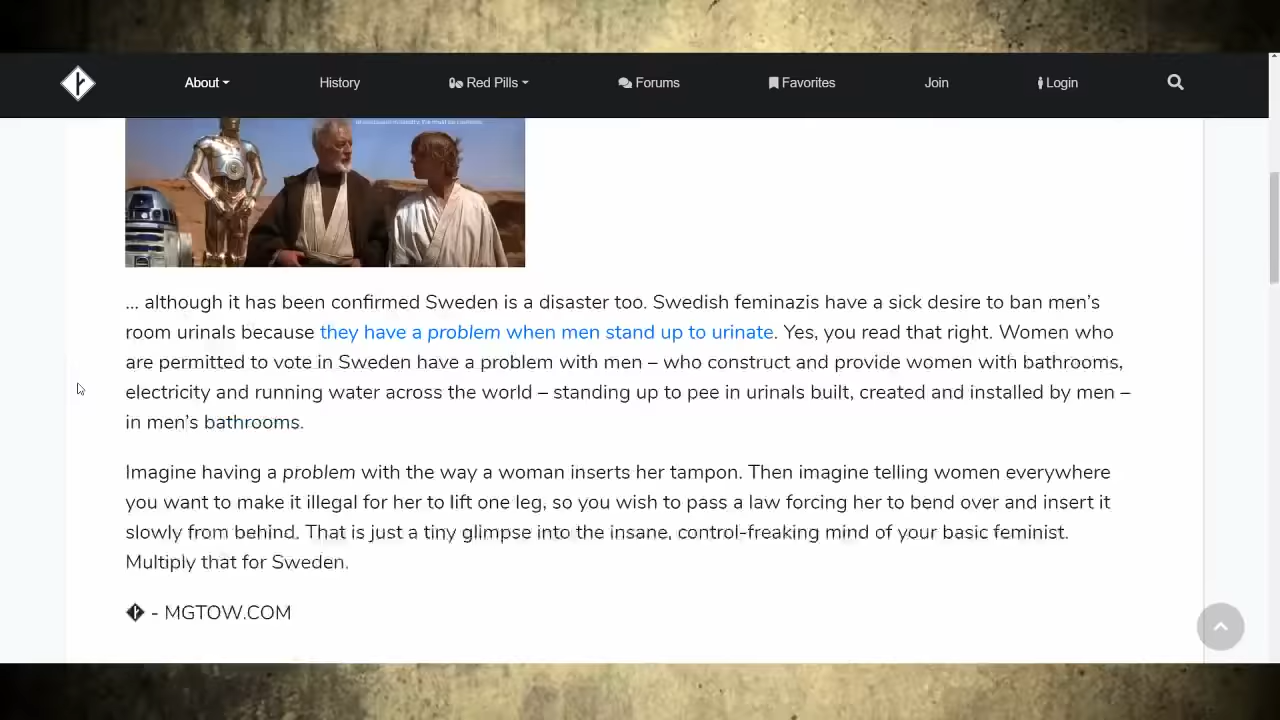 About
History
Red Pills
Forums
Favorites
Join
Login
... although it has been confirmed Sweden is a disaster too. Swedish feminazis have a sick desire to ban men's
room urinals because they have a problem when men stand up to urinate. Yes, you read that right. Women who
are permitted to vote in Sweden have a problem with men – who construct and provide women with bathrooms,
electricity and running water across the world – standing up to pee in urinals built, created and installed by men –
in men's bathrooms.
Imagine having a problem with the way a woman inserts her tampon. Then imagine telling women everywhere
you want to make it illegal for her to lift one leg, so you wish to pass a law forcing her to bend over and insert it
slowly from behind. That is just a tiny glimpse into the insane, control-freaking mind of your basic feminist.
Multiply that for Sweden.
- MGTOW.COM